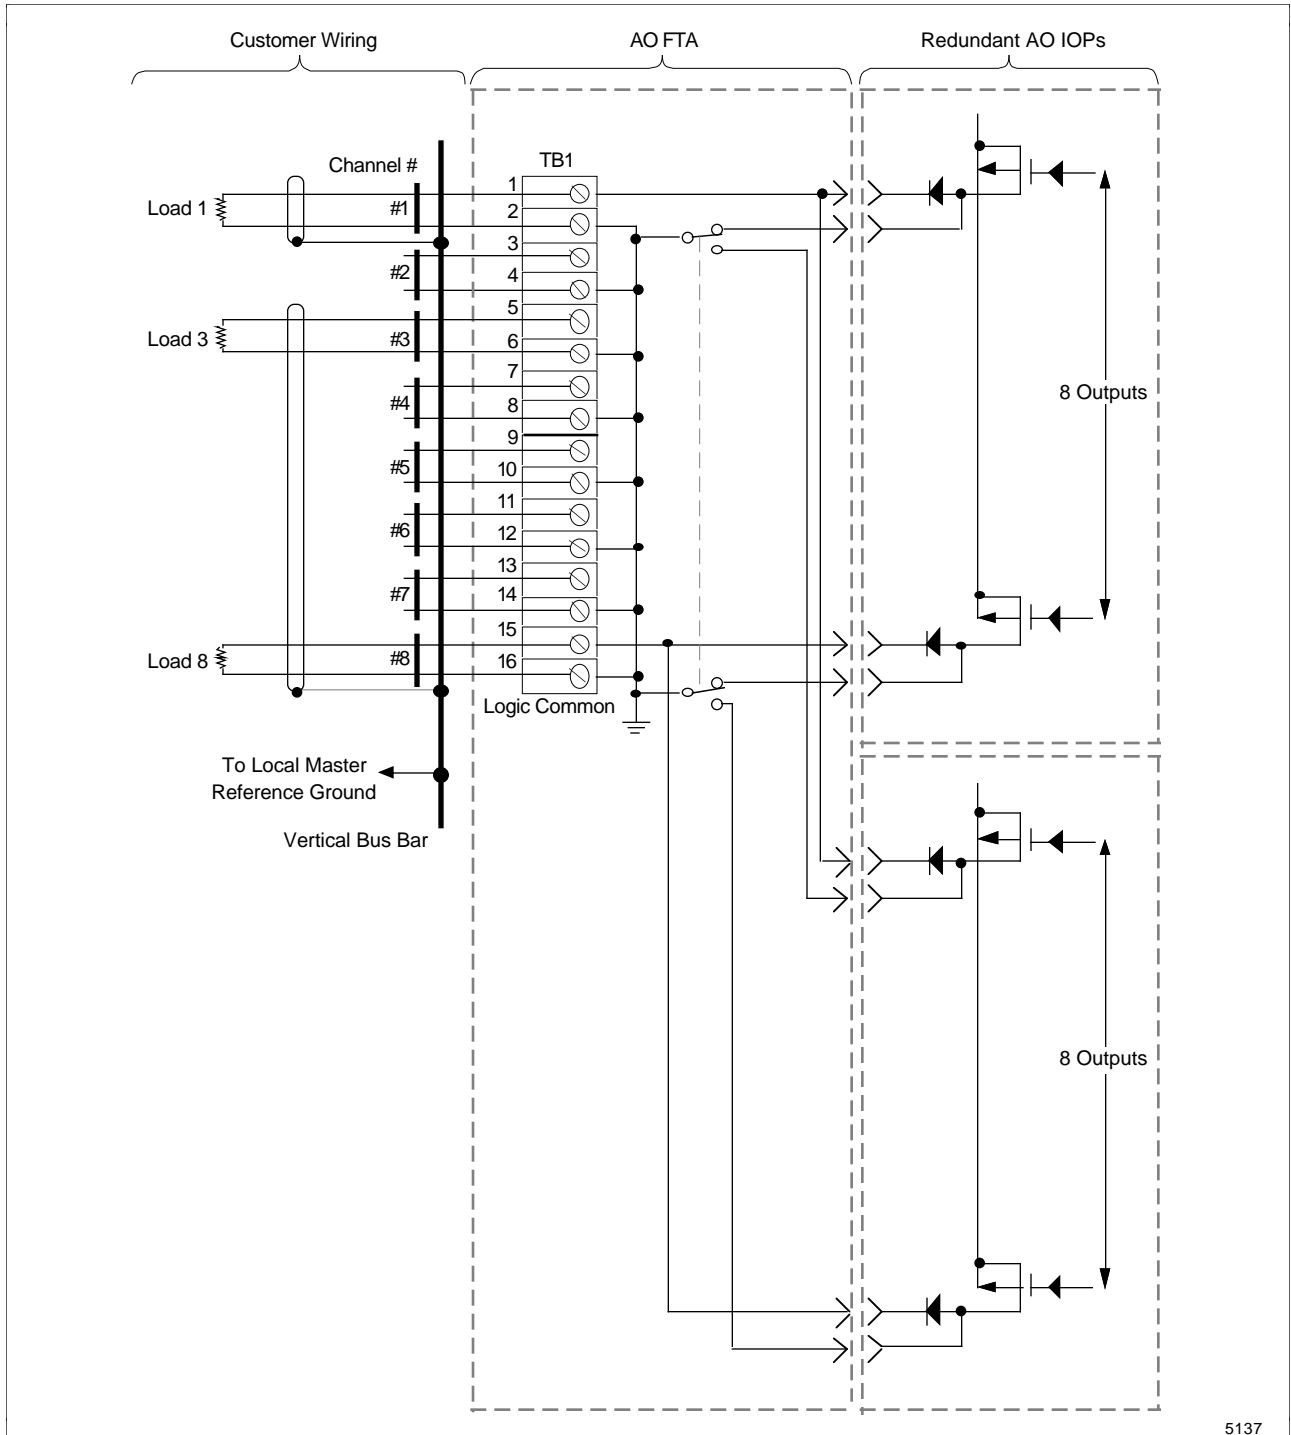 Customer Wiring
AO FTA
Redundant AO IOPs
Channel #
TB1
Load 1
#1
1
2
#2
3
4
Load 3
#3
5
6
#4
7
8
8 Outputs
#5
9
10
#6
11
12
#7
13
14
Load 8
#8
15
16
Logic Common
To Local Master
Reference Ground
Vertical Bus Bar
8 Outputs
5137